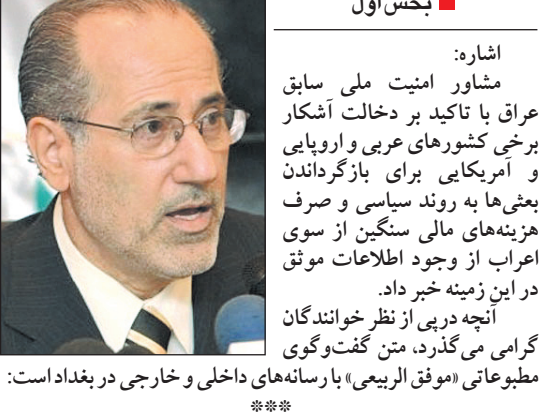 ■ بخش اول
اشاره:
مشاور امنیت ملی سابق
عراق با تاکید بر دخالت آشکار
برخی کشورهای عربی و اروپایی
و آمریکایی برای بازگرداندن
بعثی‌ها به روند سیاسی و صرف
هزینه‌های مالی سنگین از سوی
اعراب از وجود اطلاعات موثق
در این زمینه خبر داد.
آنچه درپی از نظر خوانندگان
گرامی می‌گذرد، متن گفت‌وگوی
مطبوعاتی «موفق الربیعی» با رسانه‌های داخلی و خارجی در بغداد است:
***